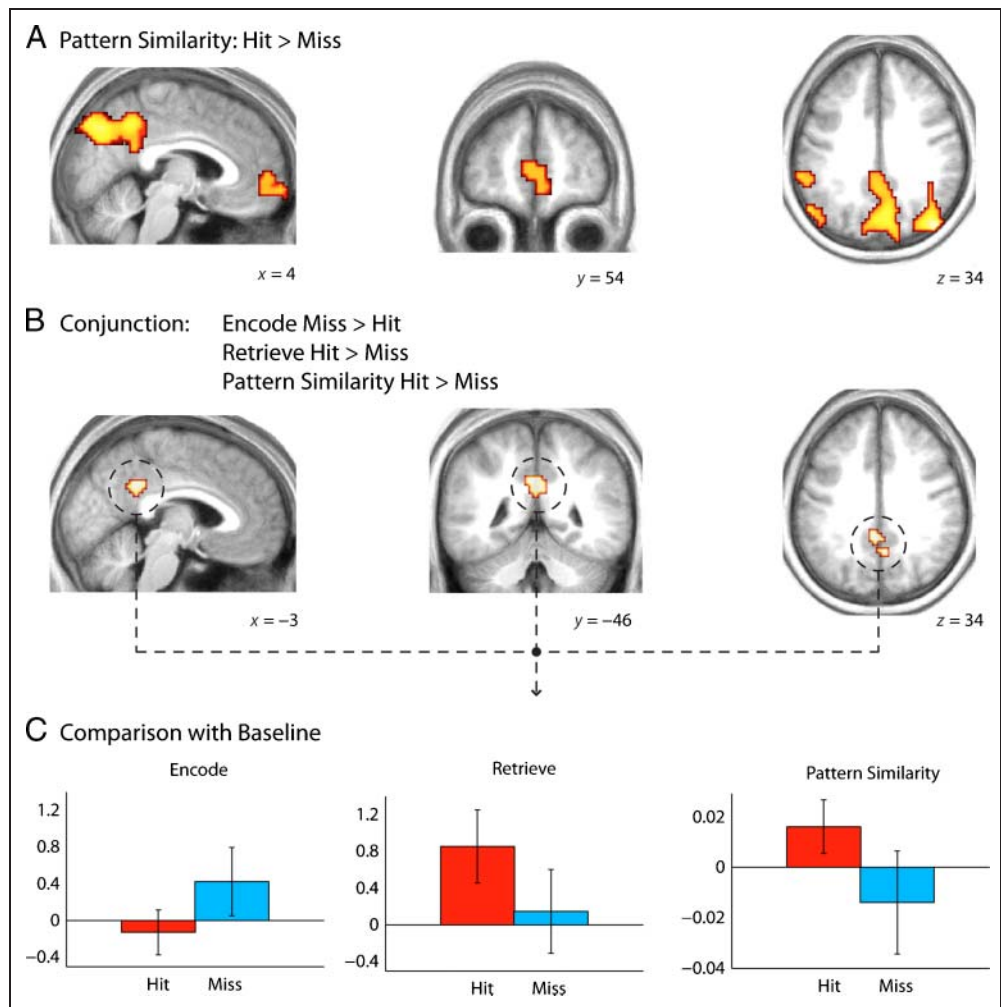 A Pattern Similarity: Hit > Miss
x = 4
y = 54
z = 34
B Conjunction: Encode Miss > Hit
Retrieve Hit > Miss
Pattern Similarity Hit > Miss
x = −3
y = −46
z = 34
C Comparison with Baseline
Encode
1.2
0.8
0.4
0
−0.4
Hit
Miss
Retrieve
1.2
0.8
0.4
0
−0.4
Hit
Miss
Pattern Similarity
0.02
0
−0.02
−0.04
Hit
Miss